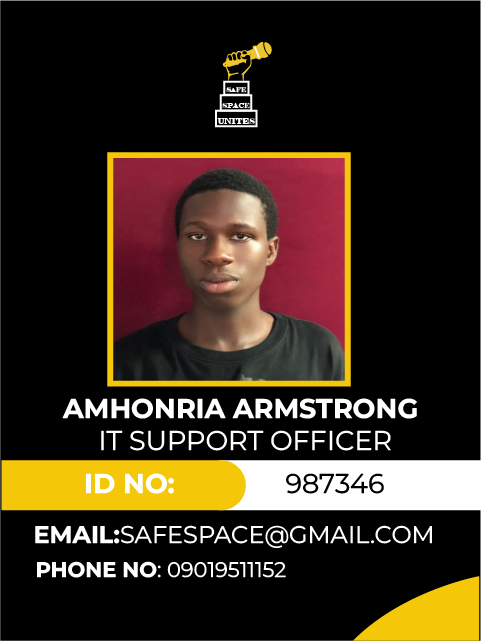 SAFE
SPACE
UNITES
AMHONRIA ARMSTRONG
IT SUPPORT OFFICER
ID NO: 987346
EMAIL:SAFESPACE@GMAIL.COM
PHONE NO: 09019511152